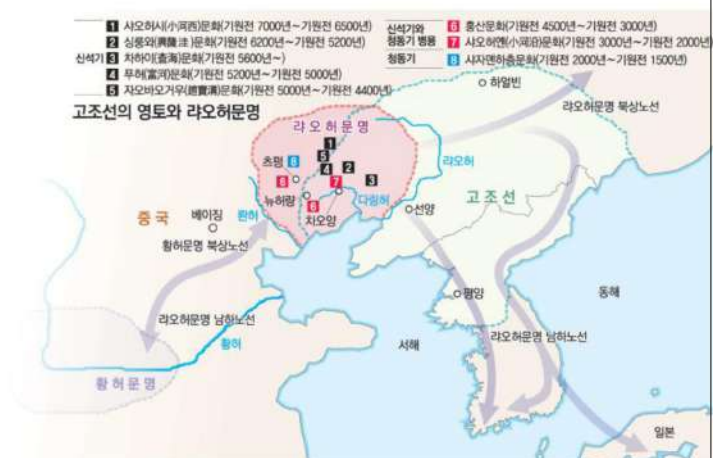 1 샤오허시(小河西)문화(기원전 7000년~기원전 6500년)
2 싱룽와(興隆洼)문화(기원전 6200년~기원전 5200년)
신석기 3 차하이(査海)문화(기원전 5600년~)
4 푸허(富河)문화(기원전 5200년~기원전 5000년)
5 자오바오거우(趙寶溝)문화(기원전 5000년~기원전 4400년)
신석기와 청동기 병용
6 홍산문화(기원전 4500년~기원전 3000년)
7 샤오허옌(小河沿)문화(기원전 3000년~기원전 2000년)
청동기 8 샤자덴하층문화(기원전 2000년~기원전 1500년)
고조선의 영토와 랴오허문명
하얼빈
랴오허문명 북상노선
랴오허문명
1
5
츠펑 8
4
2
6
7
3
랴오허
뉴허량
6
차오양
다링허
선양
고조선
중국
베이징
롼허
황허문명 북상노선
평양
동해
랴오허문명 남하노선
랴오허문명 남하노선
황허
서해
황허문명
일본